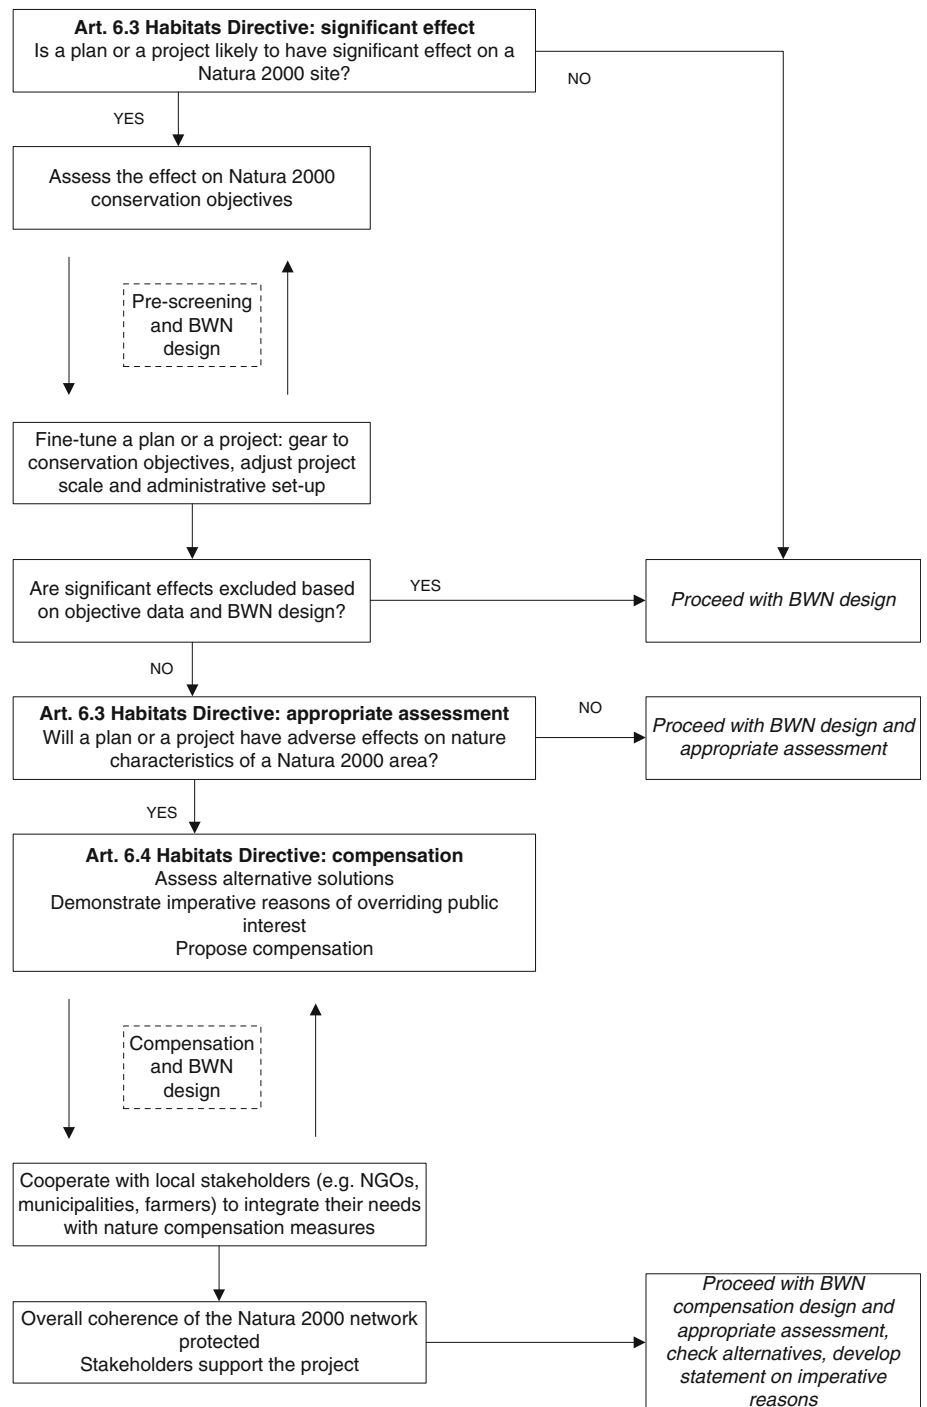 Art. 6.3 Habitats Directive: significant effect
Is a plan or a project likely to have significant effect on a
Natura 2000 site?
NO
YES
Assess the effect on Natura 2000
conservation objectives
Pre-screening
and BWN
design
Fine-tune a plan or a project: gear to
conservation objectives, adjust project
scale and administrative set-up
Are significant effects excluded based
on objective data and BWN design?
YES
Proceed with BWN design
NO
Art. 6.3 Habitats Directive: appropriate assessment
Will a plan or a project have adverse effects on nature
characteristics of a Natura 2000 area?
NO
Proceed with BWN design and
appropriate assessment
YES
Art. 6.4 Habitats Directive: compensation
Assess alternative solutions
Demonstrate imperative reasons of overriding public
interest
Propose compensation
Compensation
and BWN
design
Cooperate with local stakeholders (e.g. NGOs,
municipalities, farmers) to integrate their needs
with nature compensation measures
Overall coherence of the Natura 2000 network
protected
Stakeholders support the project
Proceed with BWN
compensation design and
appropriate assessment,
check alternatives, develop
statement on imperative
reasons